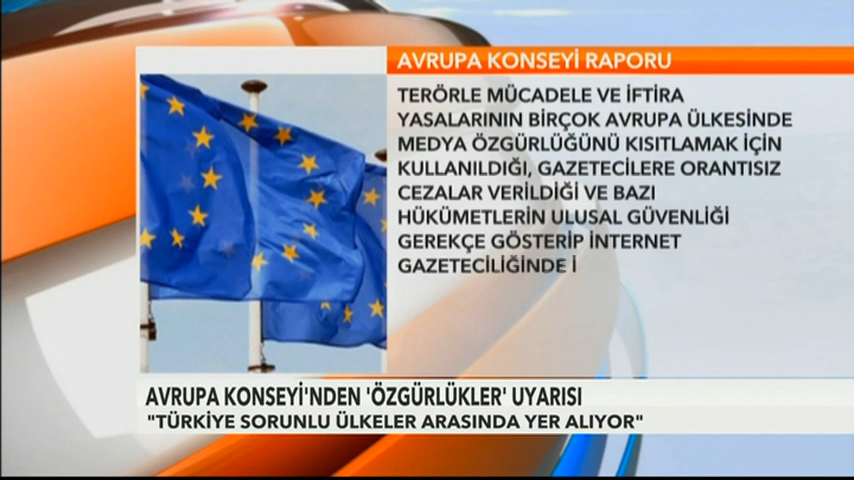 AVRUPA KONSEYİ RAPORU
TERÖRLE MÜCADELE VE İFTİRA
YASALARININ BİRÇOK AVRUPA ÜLKESİNDE
MEDYA ÖZGÜRLÜĞÜNÜ KISITLAMAK İÇİN
KULLANILDIĞI, GAZETECİLERE ORANTISIZ
CEZALAR VERİLDİĞİ VE BAZI
HÜKÜMETLERİN ULUSAL GÜVENLİĞİ
GEREKÇE GÖSTERİP İNTERNET
GAZETECİLİĞİNDE İ
AVRUPA KONSEYİ'NDEN 'ÖZGÜRLÜKLER' UYARISI
"TÜRKİYE SORUNLU ÜLKELER ARASINDA YER ALIYOR"